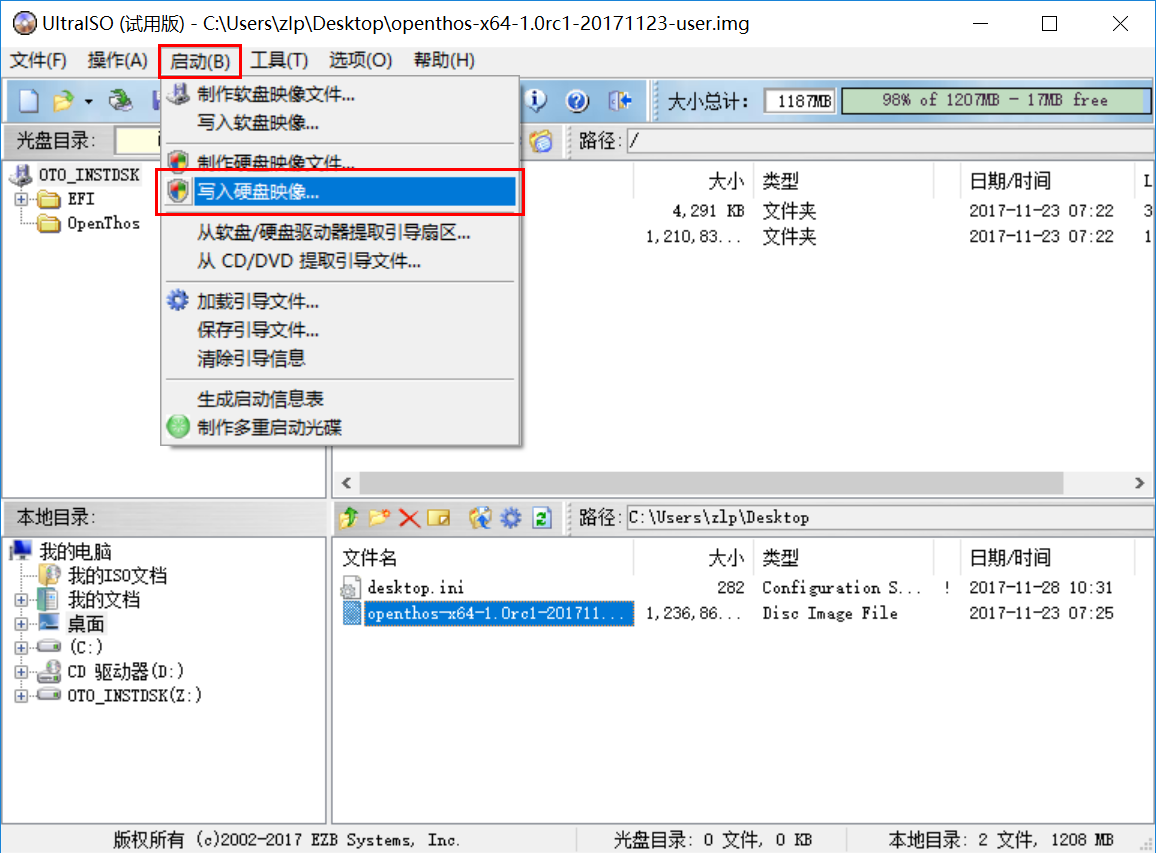 UltraISO (试用版) - C:\Users\zlp\Desktop\openthos-x64-1.0rc1-20171123-user.img
文件(F) 操作(A) 启动(B) 工具(T) 选项(O) 帮助(H)
大小总计: 1187MB 98% of 1207MB - 17MB free
光盘目录: 路径: /
制作软盘映像文件...
写入软盘映像...
制作硬盘映像文件...
写入硬盘映像...
从软盘/硬盘驱动器提取引导扇区...
从 CD/DVD 提取引导文件...
加载引导文件...
保存引导文件...
清除引导信息
生成启动信息表
制作多重启动光碟
OTO_INSTDSK
EFI
OpenThos
大小 类型 日期/时间 L
4,291 KB 文件夹 2017-11-23 07:22 3
1,210,83... 文件夹 2017-11-23 07:22 1
本地目录: 路径: C:\Users\zlp\Desktop
我的电脑
我的ISO文档
我的文档
桌面
(C:)
CD 驱动器(D:)
OTO_INSTDSK(Z:)
文件名 大小 类型 日期/时间
desktop.ini 282 Configuration S... ! 2017-11-28 10:31
openthos-x64-1.0rc1-201711... 1,236,86... Disc Image File 2017-11-23 07:25
版权所有 (c)2002-2017 EZB Systems, Inc. 光盘目录: 0 文件, 0 KB 本地目录: 2 文件, 1208 MB